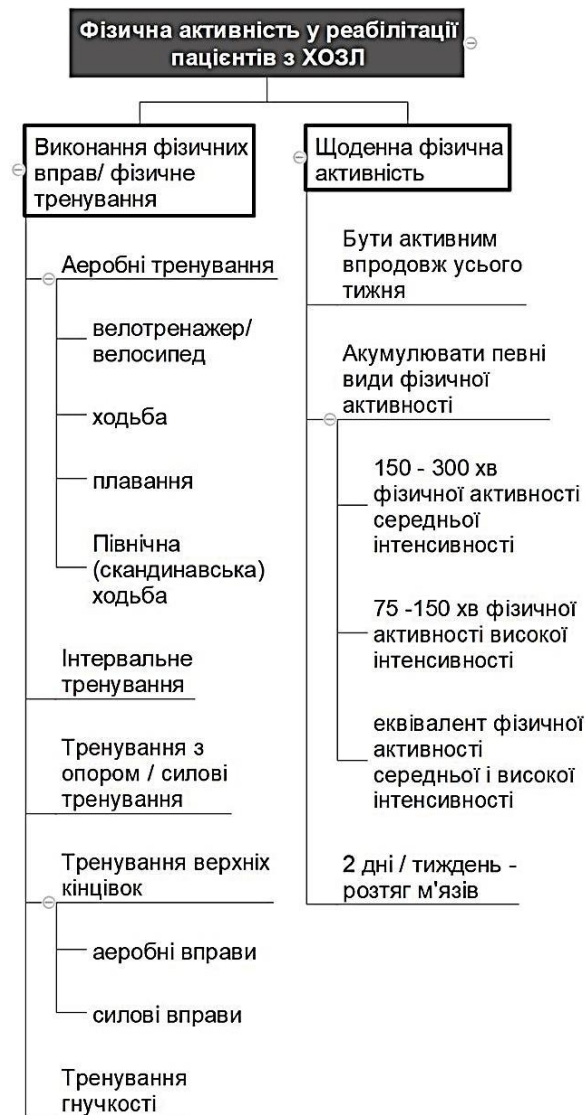 Фізична активність у реабілітації
пацієнтів з ХОЗЛ
Виконання фізичних
вправ/ фізичне
тренування
Аеробні тренування
велотренажер/
велосипед
ходьба
плавання
Північна
(скандинавська)
ходьба
Інтервальне
тренування
Тренування з
опором / силові
тренування
Тренування верхніх
кінцівок
аеробні вправи
силові вправи
Тренування
гнучкості
Щоденна фізична
активність
Бути активним
впродовж усього
тижня
Акумулювати певні
види фізичної
активності
150 - 300 хв
фізичної активності
середньої
інтенсивності
75 -150 хв фізичної
активності високої
інтенсивності
еквівалент фізичної
активності
середньої і високої
інтенсивності
2 дні / тиждень -
розтяг м'язів